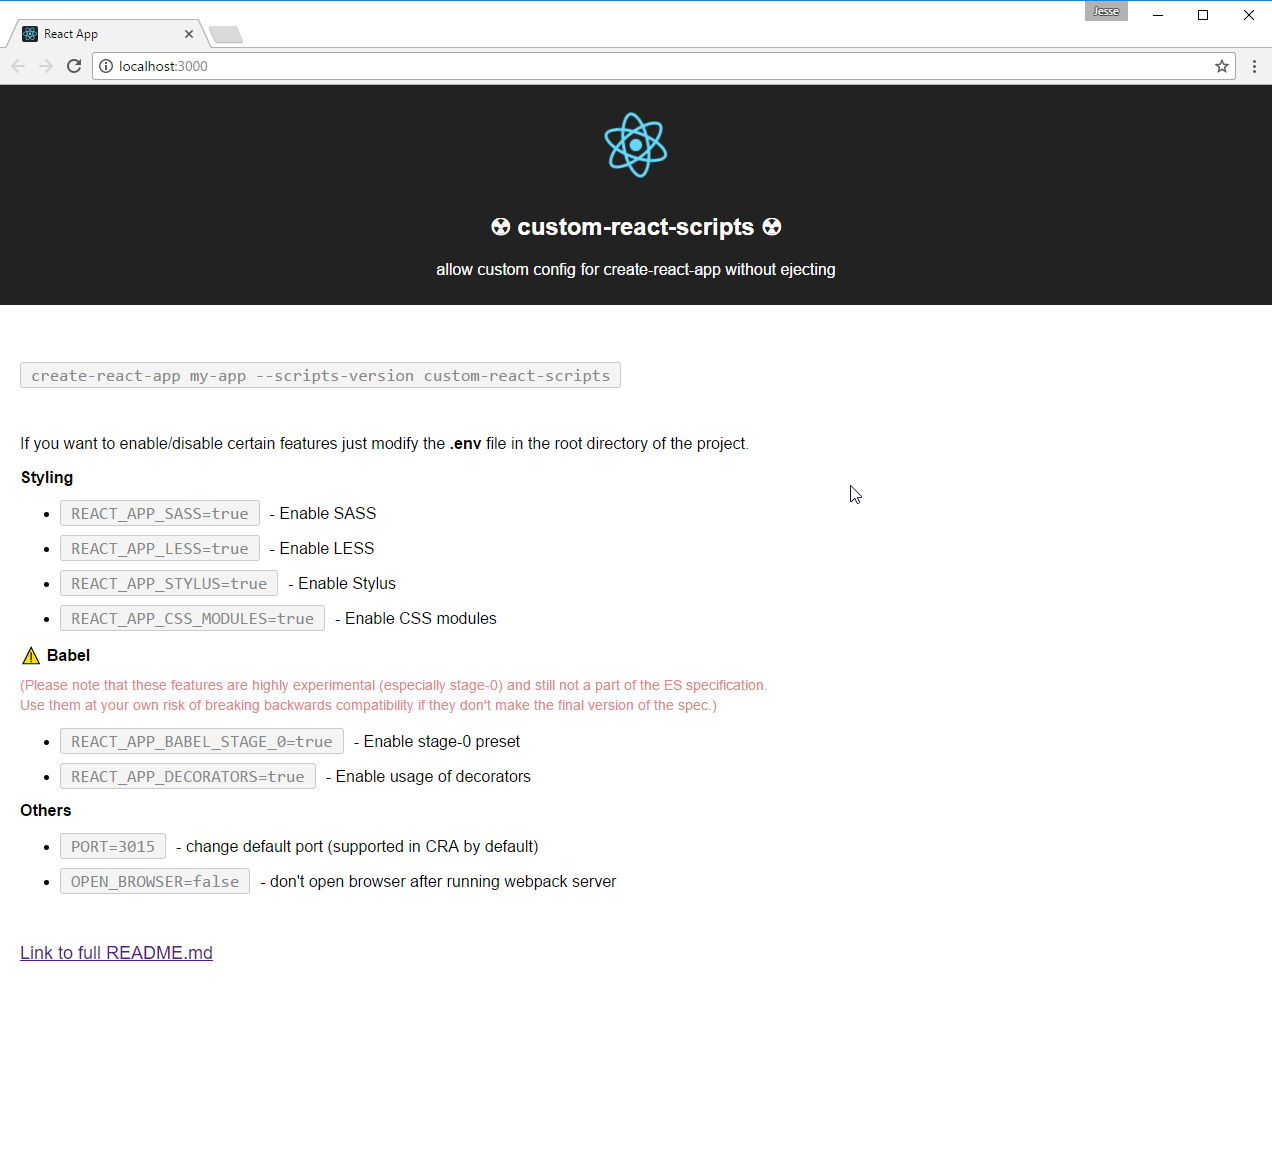 Jesse
React App
localhost:3000
☢ custom-react-scripts ☢
allow custom config for create-react-app without ejecting
create-react-app my-app --scripts-version custom-react-scripts
If you want to enable/disable certain features just modify the .env file in the root directory of the project.
Styling
• REACT_APP_SASS=true - Enable SASS
• REACT_APP_LESS=true - Enable LESS
• REACT_APP_STYLUS=true - Enable Stylus
• REACT_APP_CSS_MODULES=true - Enable CSS modules
⚠ Babel
(Please note that these features are highly experimental (especially stage-0) and still not a part of the ES specification.
Use them at your own risk of breaking backwards compatibility if they don't make the final version of the spec.)
• REACT_APP_BABEL_STAGE_0=true - Enable stage-0 preset
• REACT_APP_DECORATORS=true - Enable usage of decorators
Others
• PORT=3015 - change default port (supported in CRA by default)
• OPEN_BROWSER=false - don't open browser after running webpack server
Link to full README.md